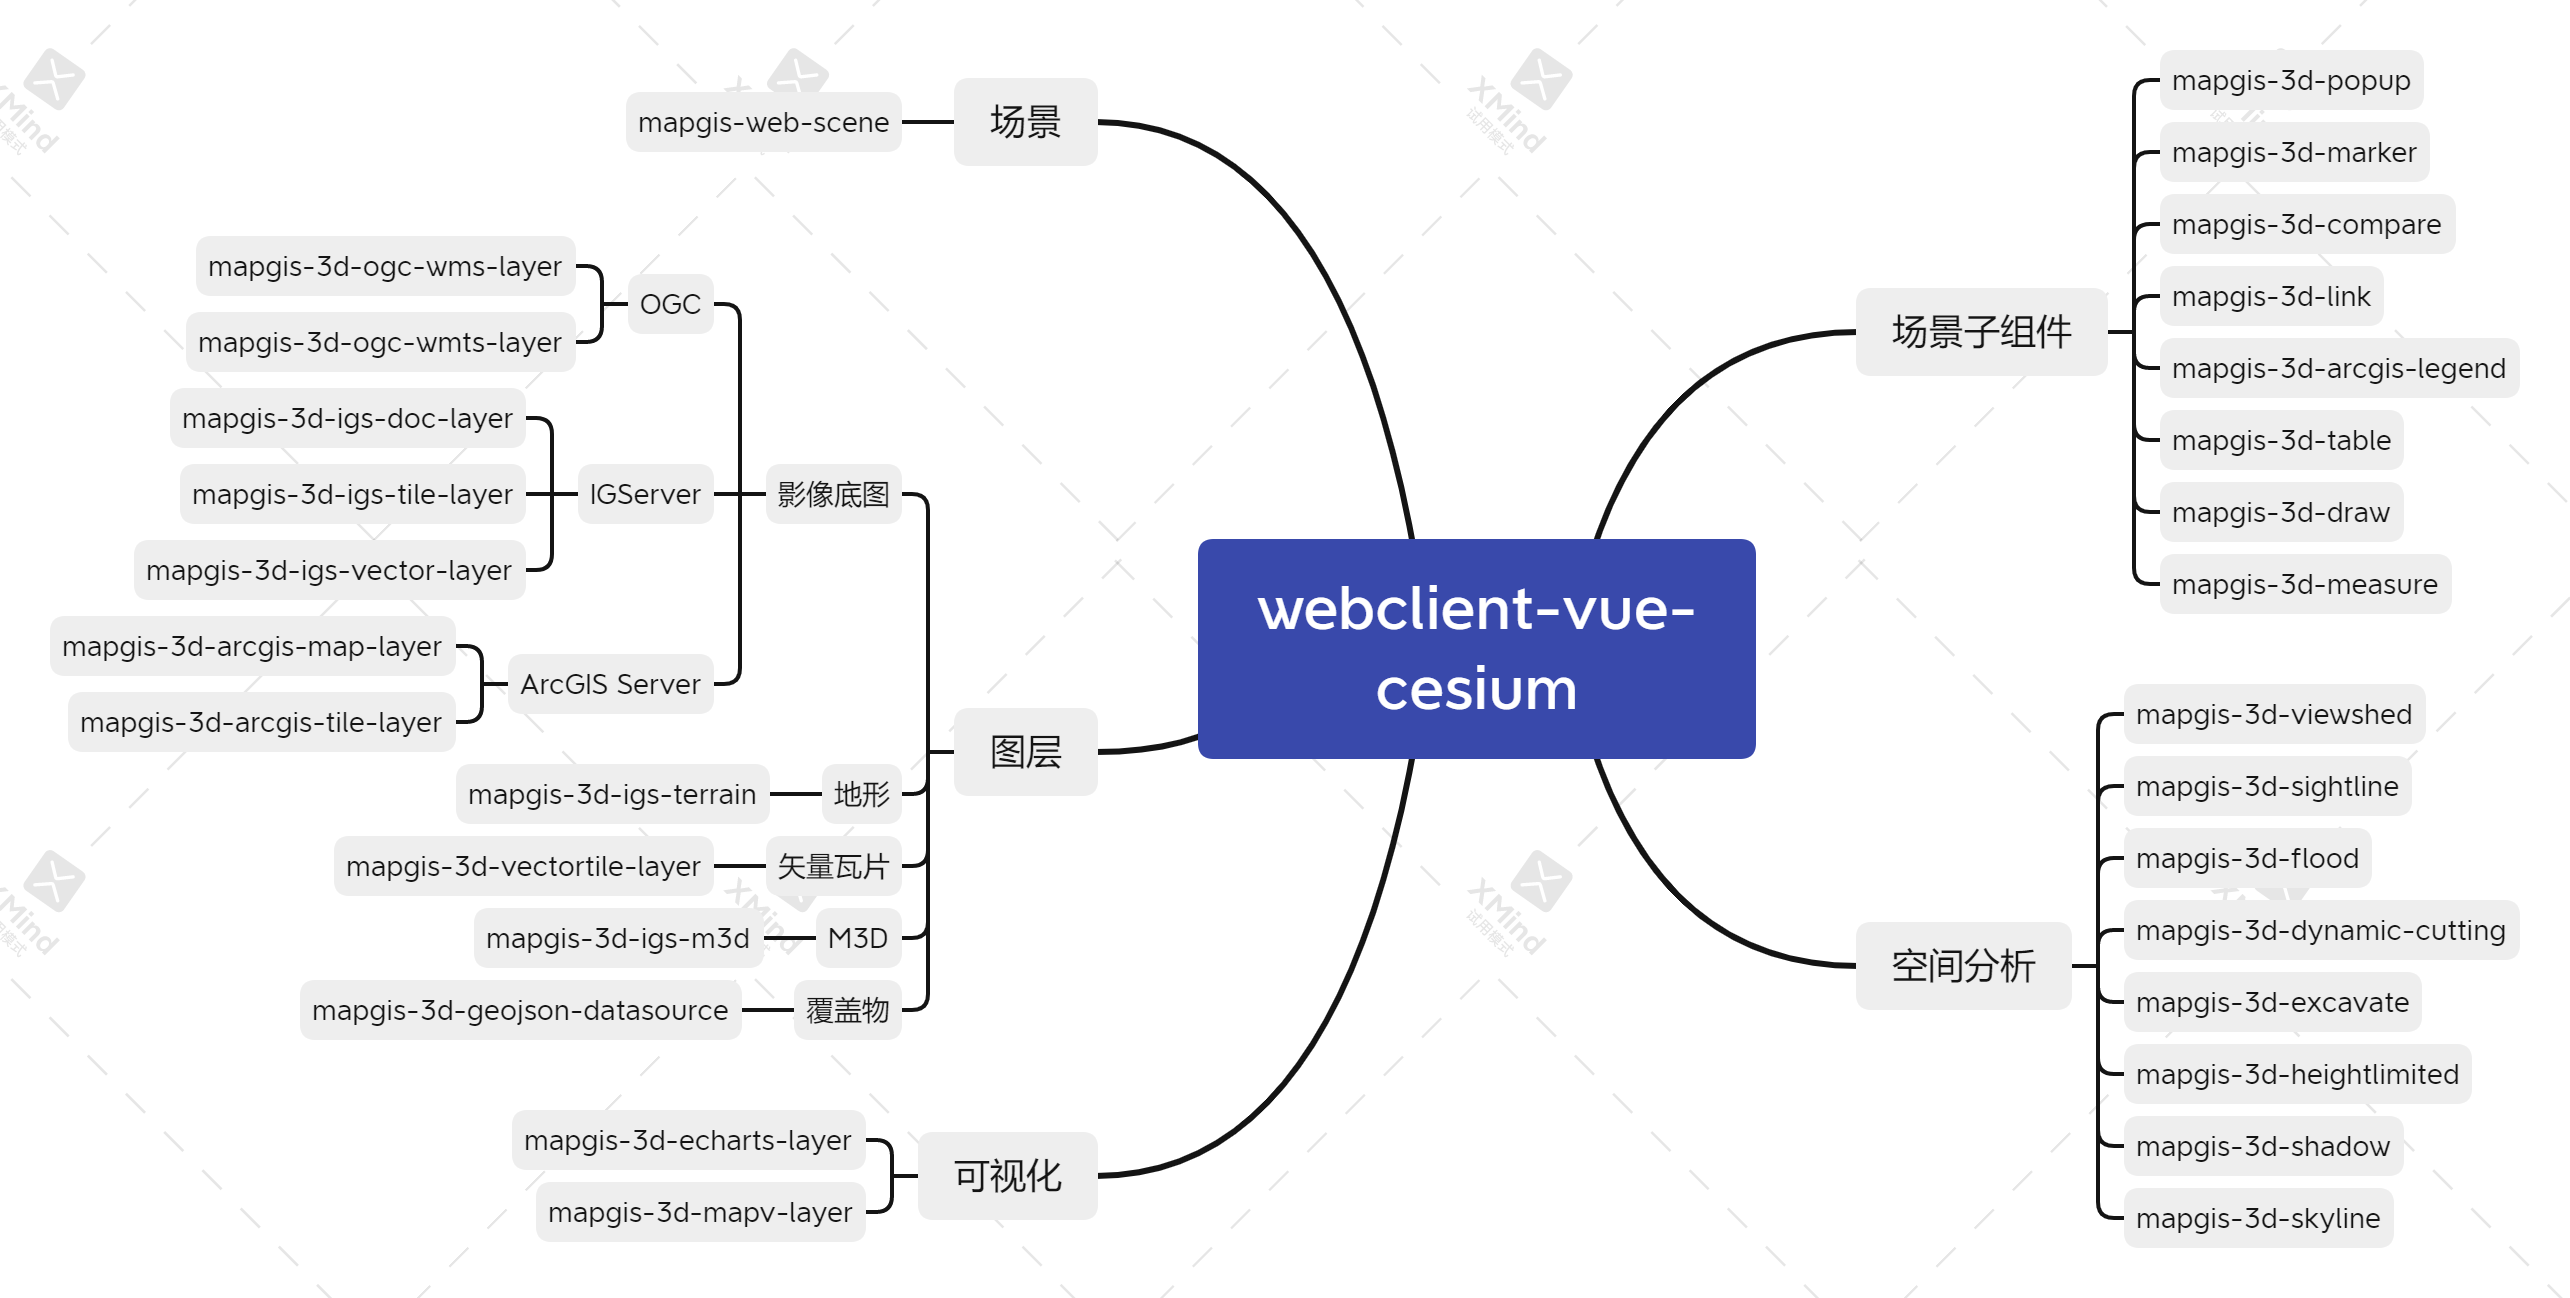 webclient-vue-
cesium
场景
mapgis-web-scene
图层
影像底图
OGC
mapgis-3d-ogc-wms-layer
mapgis-3d-ogc-wmts-layer
IGServer
mapgis-3d-igs-doc-layer
mapgis-3d-igs-tile-layer
mapgis-3d-igs-vector-layer
ArcGIS Server
mapgis-3d-arcgis-map-layer
mapgis-3d-arcgis-tile-layer
地形
mapgis-3d-igs-terrain
矢量瓦片
mapgis-3d-vectortile-layer
M3D
mapgis-3d-igs-m3d
覆盖物
mapgis-3d-geojson-datasource
可视化
mapgis-3d-echarts-layer
mapgis-3d-mapv-layer
场景子组件
mapgis-3d-popup
mapgis-3d-marker
mapgis-3d-compare
mapgis-3d-link
mapgis-3d-arcgis-legend
mapgis-3d-table
mapgis-3d-draw
mapgis-3d-measure
空间分析
mapgis-3d-viewshed
mapgis-3d-sightline
mapgis-3d-flood
mapgis-3d-dynamic-cutting
mapgis-3d-excavate
mapgis-3d-heightlimited
mapgis-3d-shadow
mapgis-3d-skyline
XMind
试用模式
XMind
试用模式